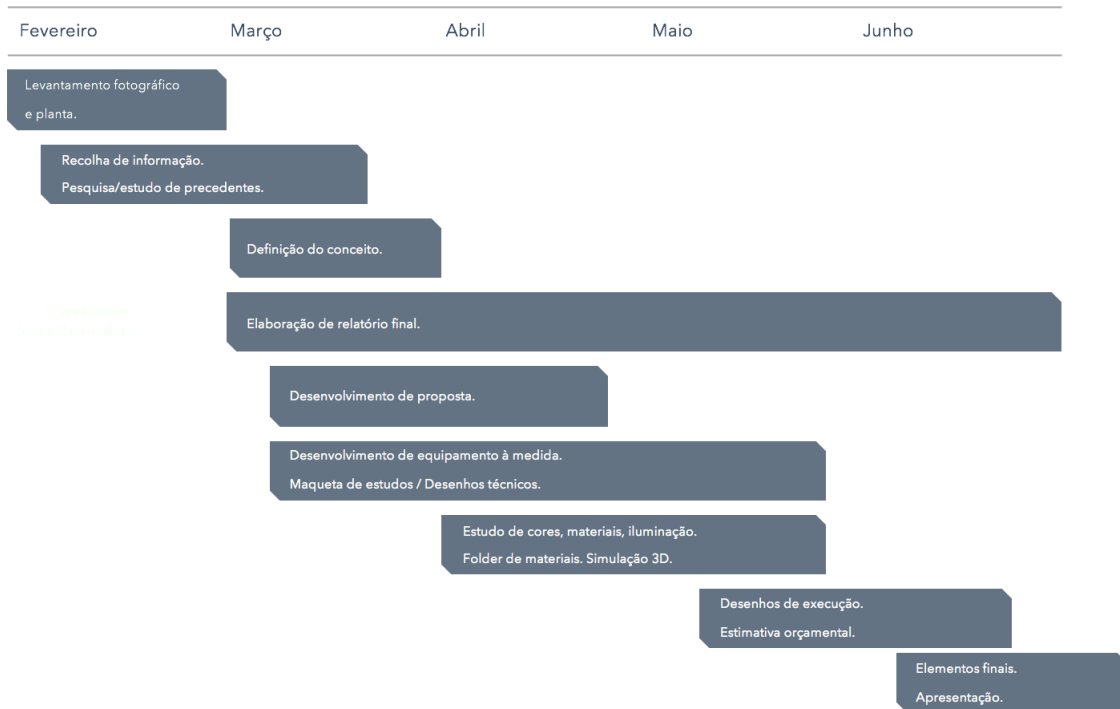 Fevereiro Março Abril Maio Junho
Levantamento fotográfico
e planta.
Recolha de informação.
Pesquisa/estudo de precedentes.
Definição do conceito.
Elaboração de relatório final.
Desenvolvimento de proposta.
Desenvolvimento de equipamento à medida.
Maqueta de estudos / Desenhos técnicos.
Estudo de cores, materiais, iluminação.
Folder de materiais. Simulação 3D.
Desenhos de execução.
Estimativa orçamental.
Elementos finais.
Apresentação.